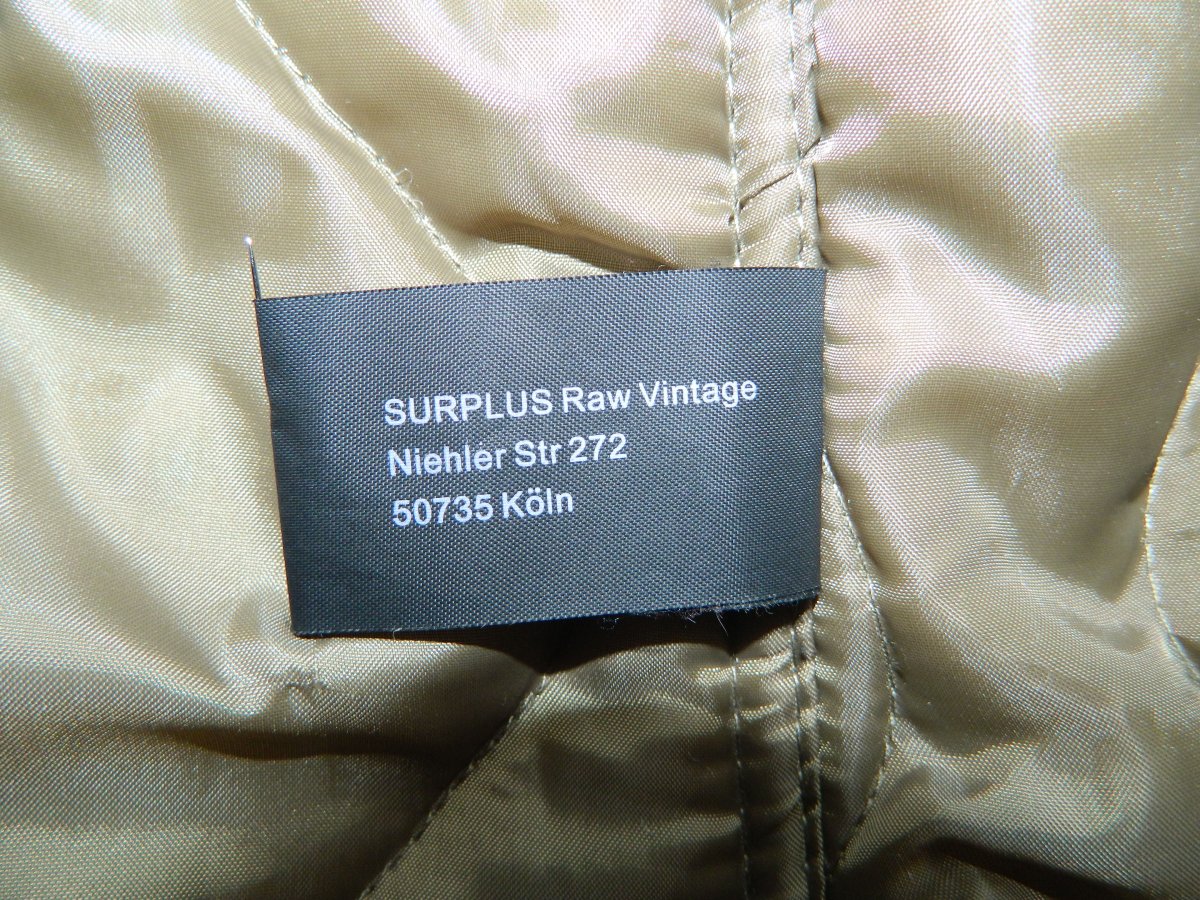 SURPLUS Raw Vintage
Niehler Str 272
50735 Köln